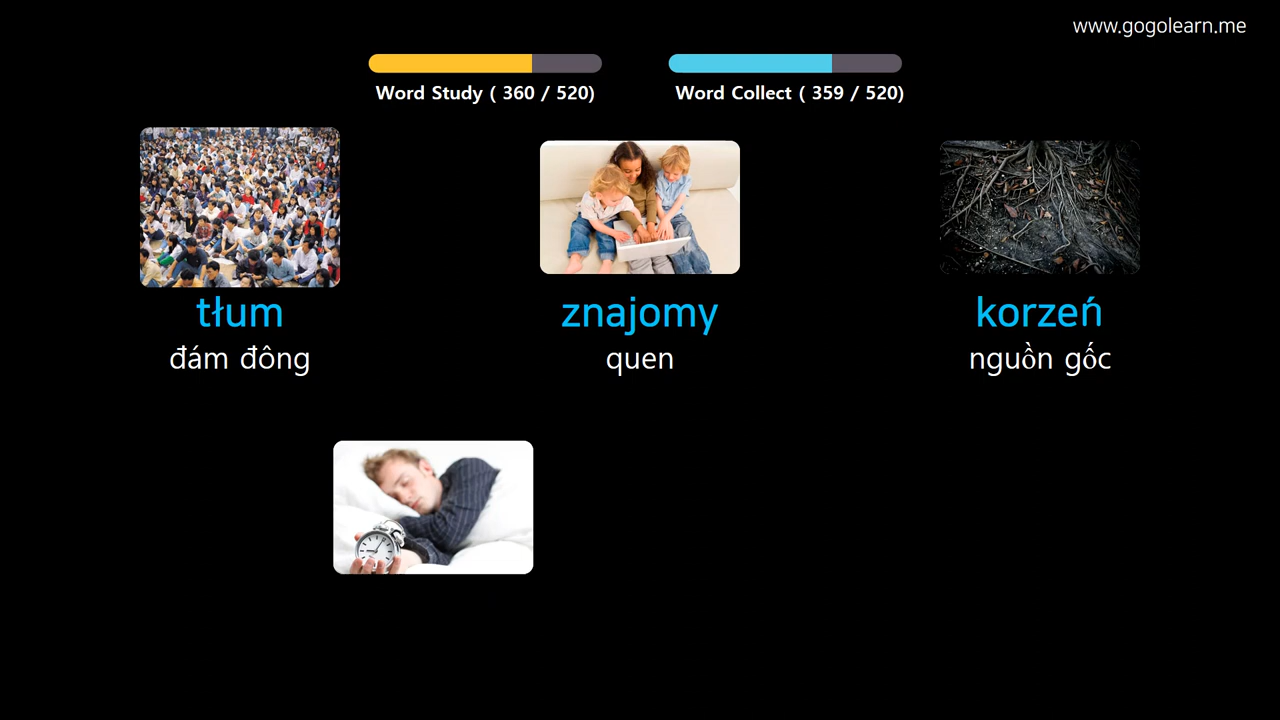 www.gogolearn.me
Word Study ( 360 / 520)
Word Collect ( 359 / 520)
tłum
đám đông
znajomy
quen
korzeń
nguồn gốc